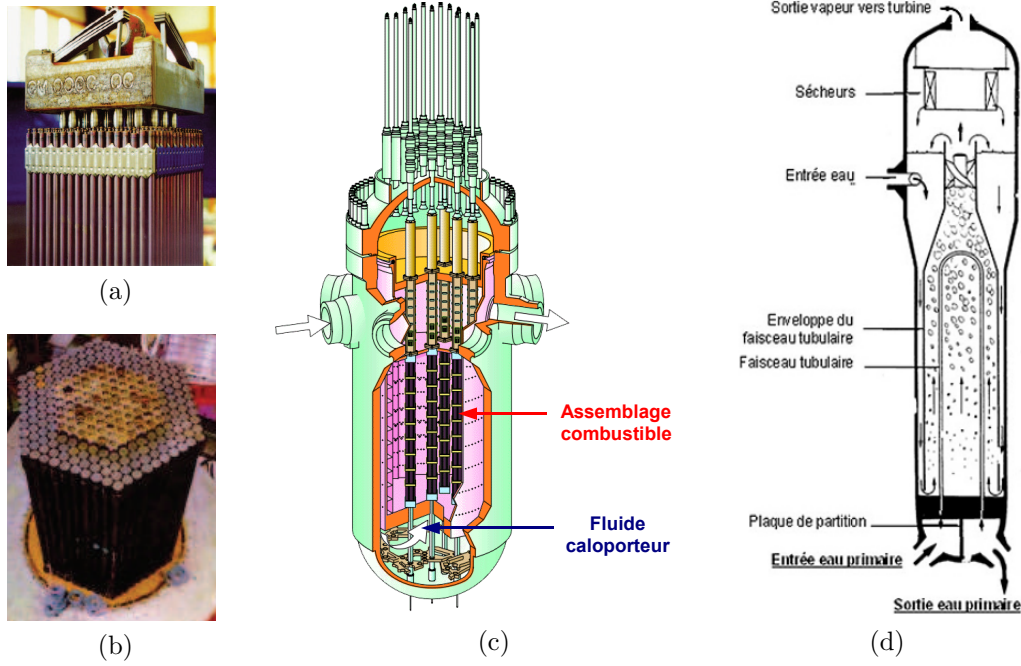 (a)
(b)
Assemblage
combustible
Fluide
caloporteur
(c)
Sortie vapeur vers turbine
Sécheurs
Entrée eau
Enveloppe du
faisceau tubulaire
Faisceau tubulaire
Plaque de partition
Entrée eau primaire
Sortie eau primaire
(d)